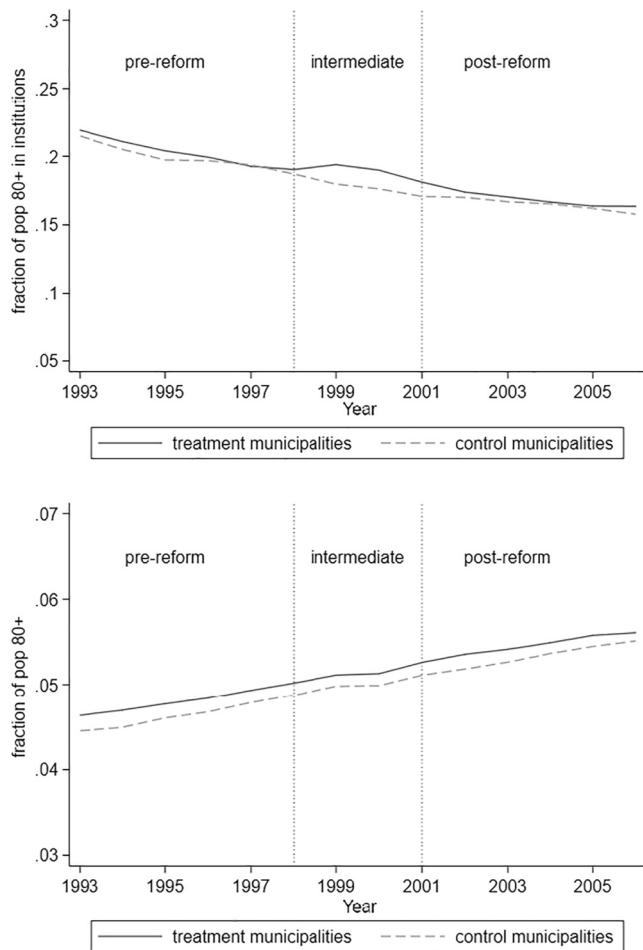 .3
pre-reform intermediate post-reform
.25
.2
.15
.1
.05
fraction of pop 80+ in institutions
1993 1995 1997 1999 2001 2003 2005
Year
treatment municipalities control municipalities
.07
pre-reform intermediate post-reform
.06
.05
.04
.03
fraction of pop 80+
1993 1995 1997 1999 2001 2003 2005
Year
treatment municipalities control municipalities